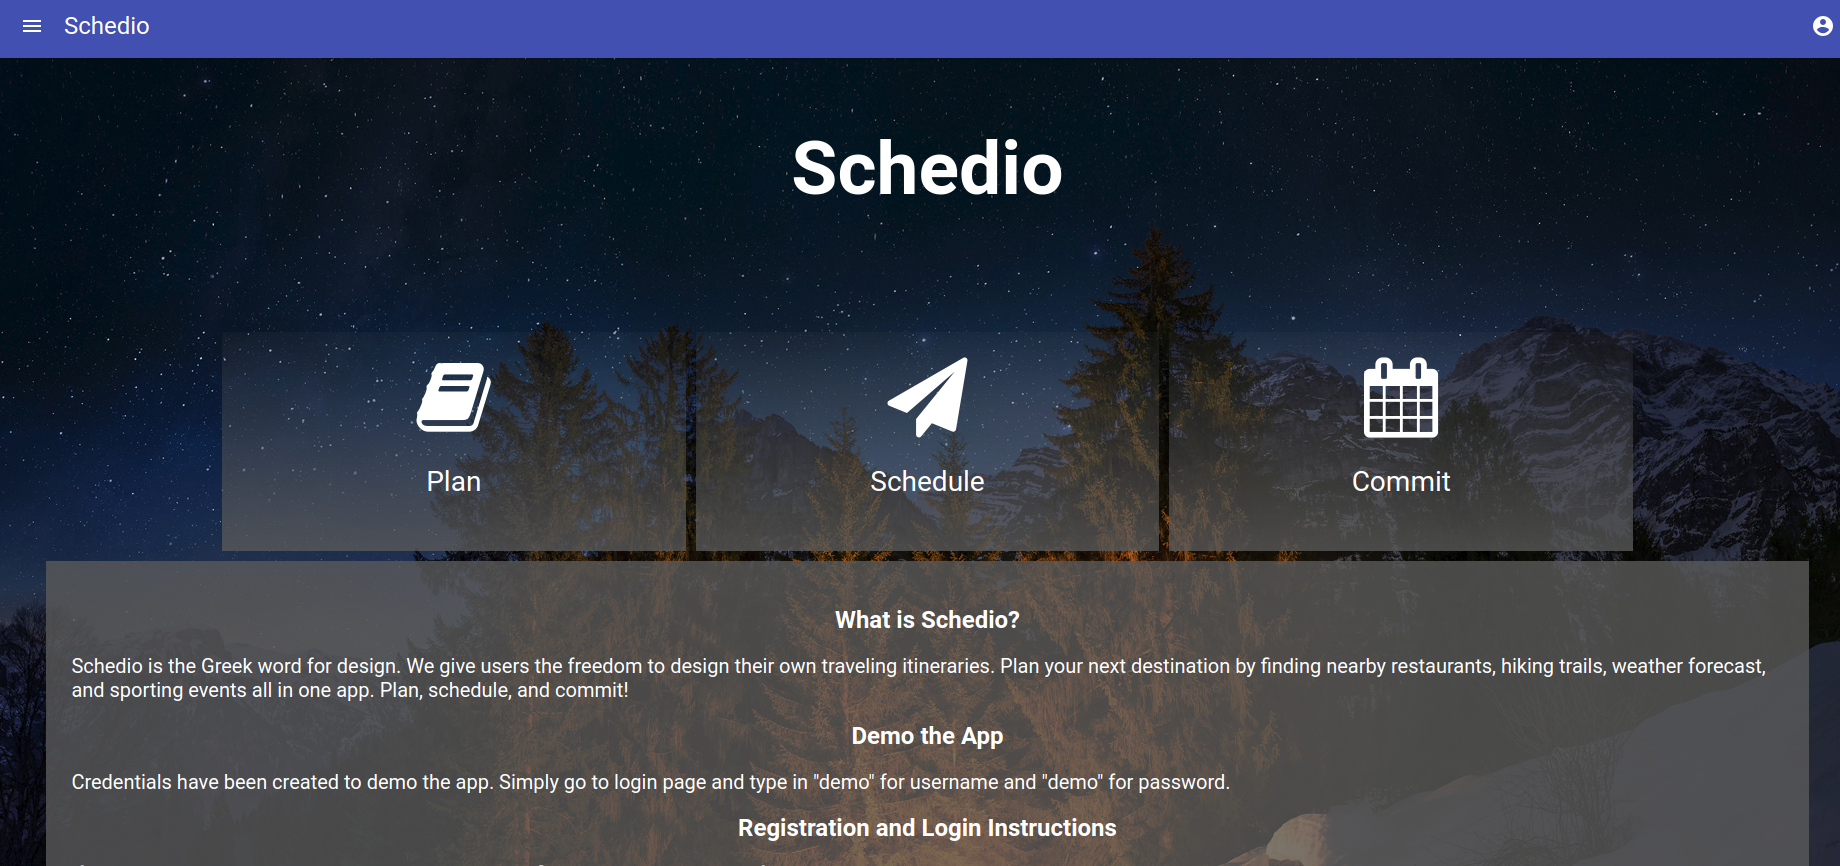 Schedio
Schedio
Plan
Schedule
Commit
What is Schedio?
Schedio is the Greek word for design. We give users the freedom to design their own traveling itineraries. Plan your next destination by finding nearby restaurants, hiking trails, weather forecast,
and sporting events all in one app. Plan, schedule, and commit!
Demo the App
Credentials have been created to demo the app. Simply go to login page and type in "demo" for username and "demo" for password.
Registration and Login Instructions